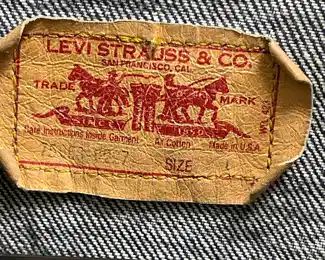 LEVI STRAUSS & CO.
SAN FRANCISCO, CAL.
TRADE MARK
Care Instructions Inside Garment All Cotton Made in U.S.A.
SIZE L